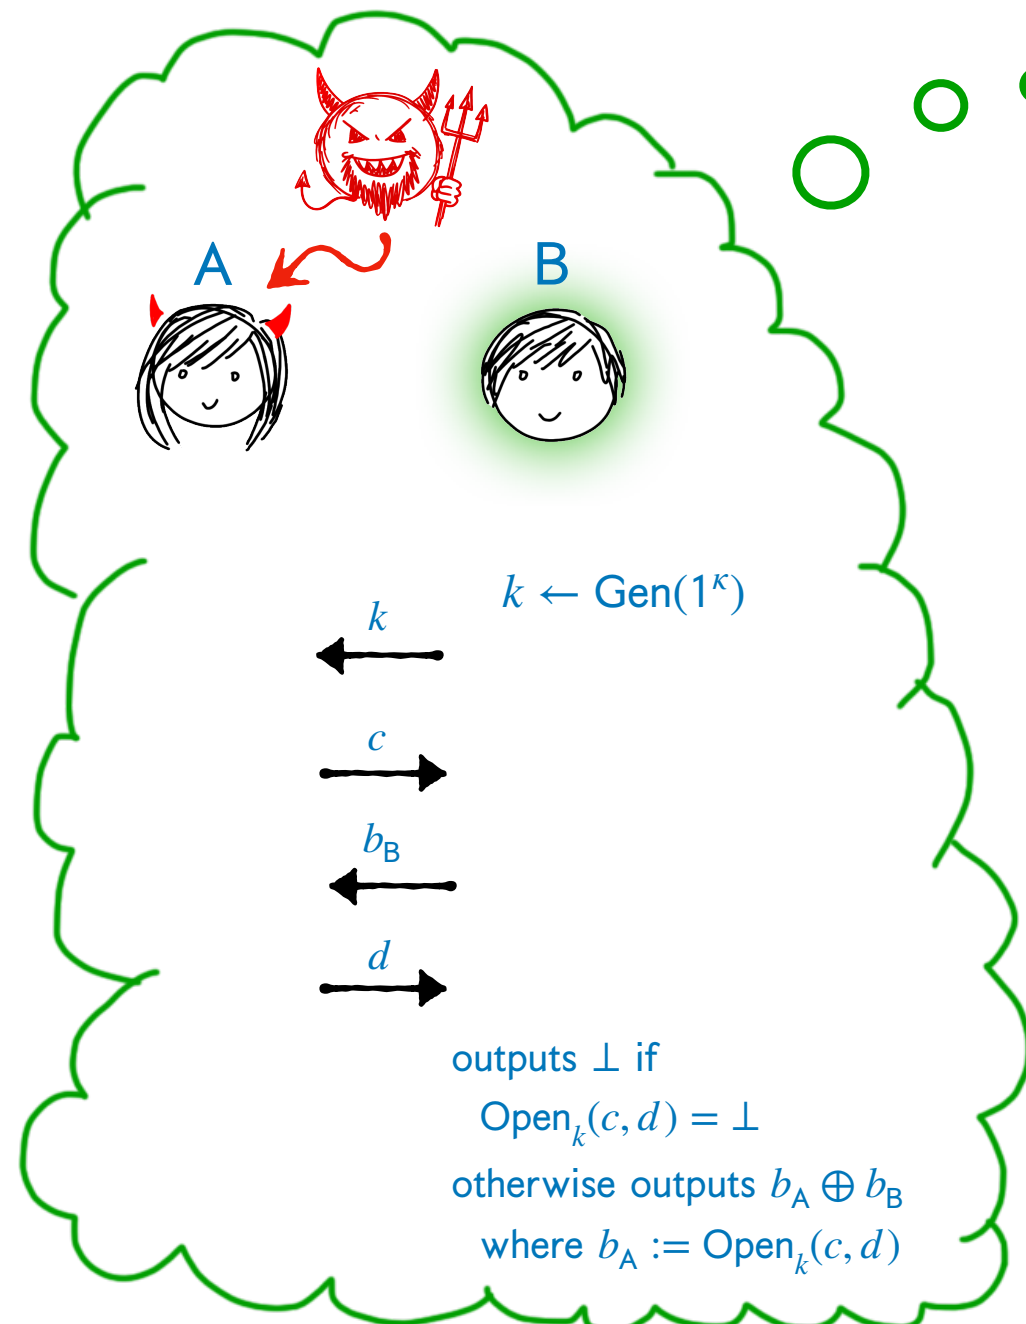 A
B
k ← Gen(1^κ)
k
c
b_B
d
outputs ⊥ if
Open_k(c, d) = ⊥
otherwise outputs b_A ⊕ b_B
where b_A := Open_k(c, d)